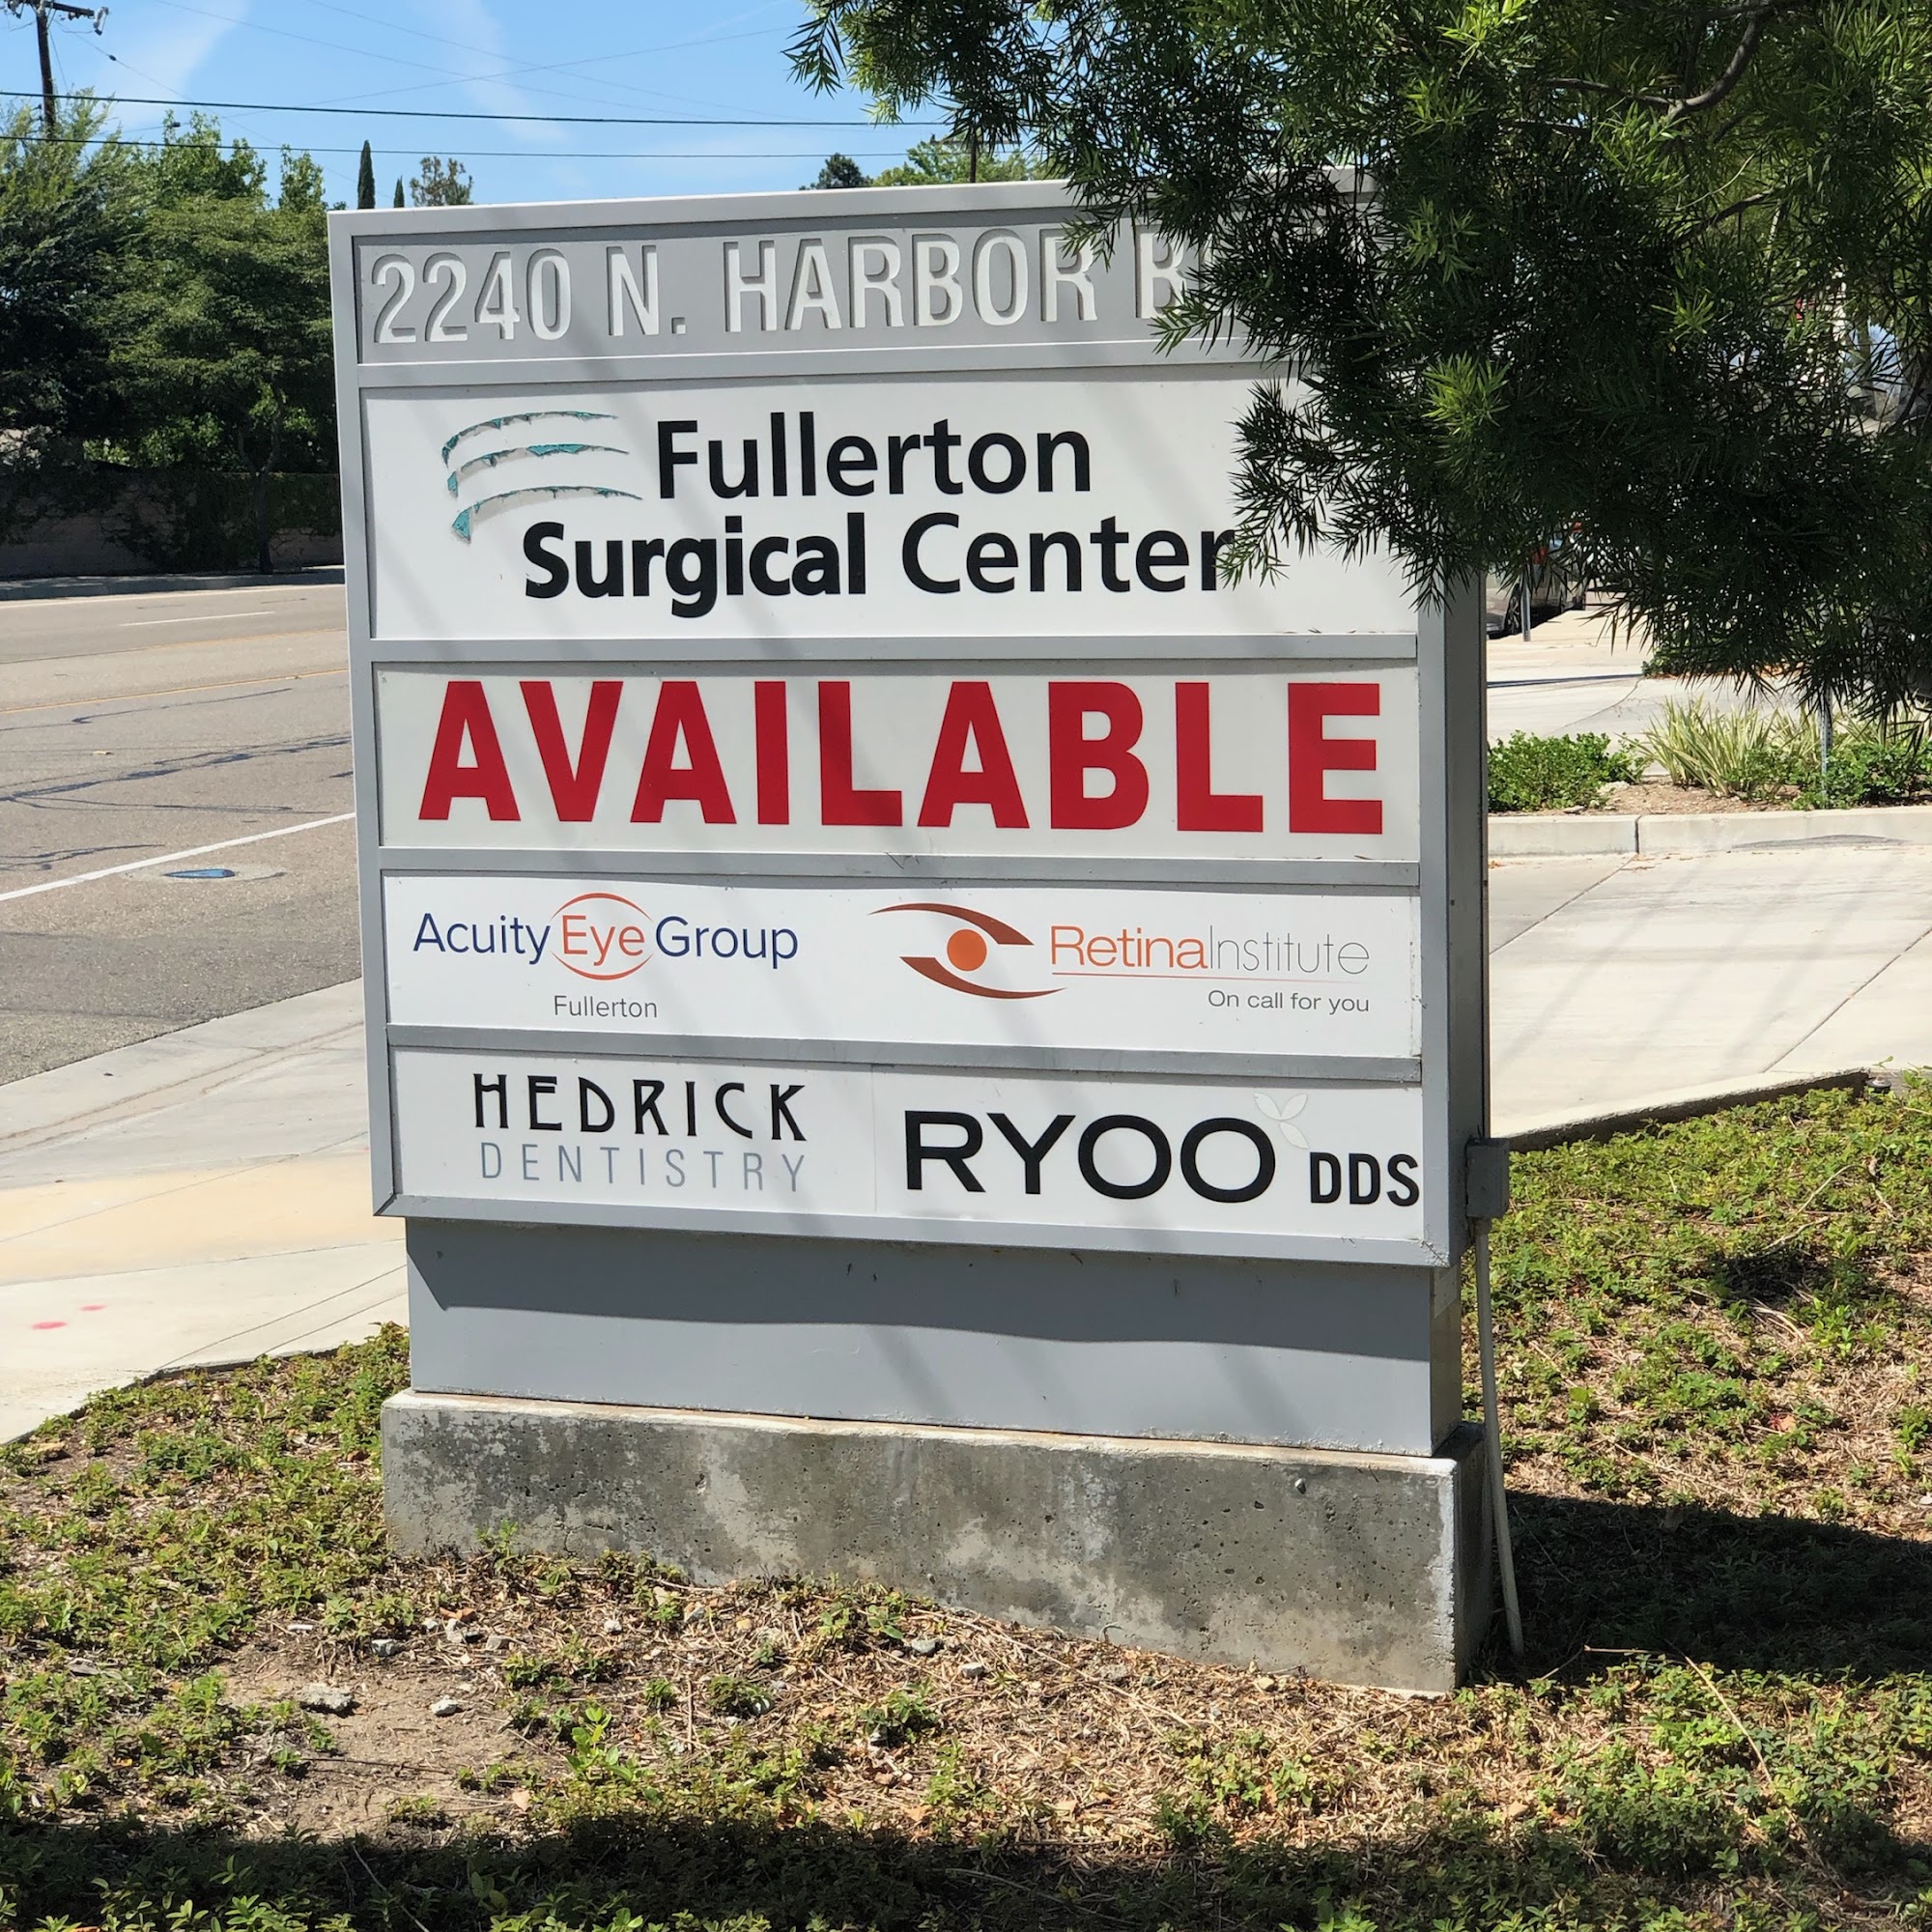 2240 N. HARBOR
Fullerton
Surgical Center
AVAILABLE
Acuity Eye Group
Fullerton
RetinaInstitute
On call for you
HEDRICK
DENTISTRY
RYOO DDS